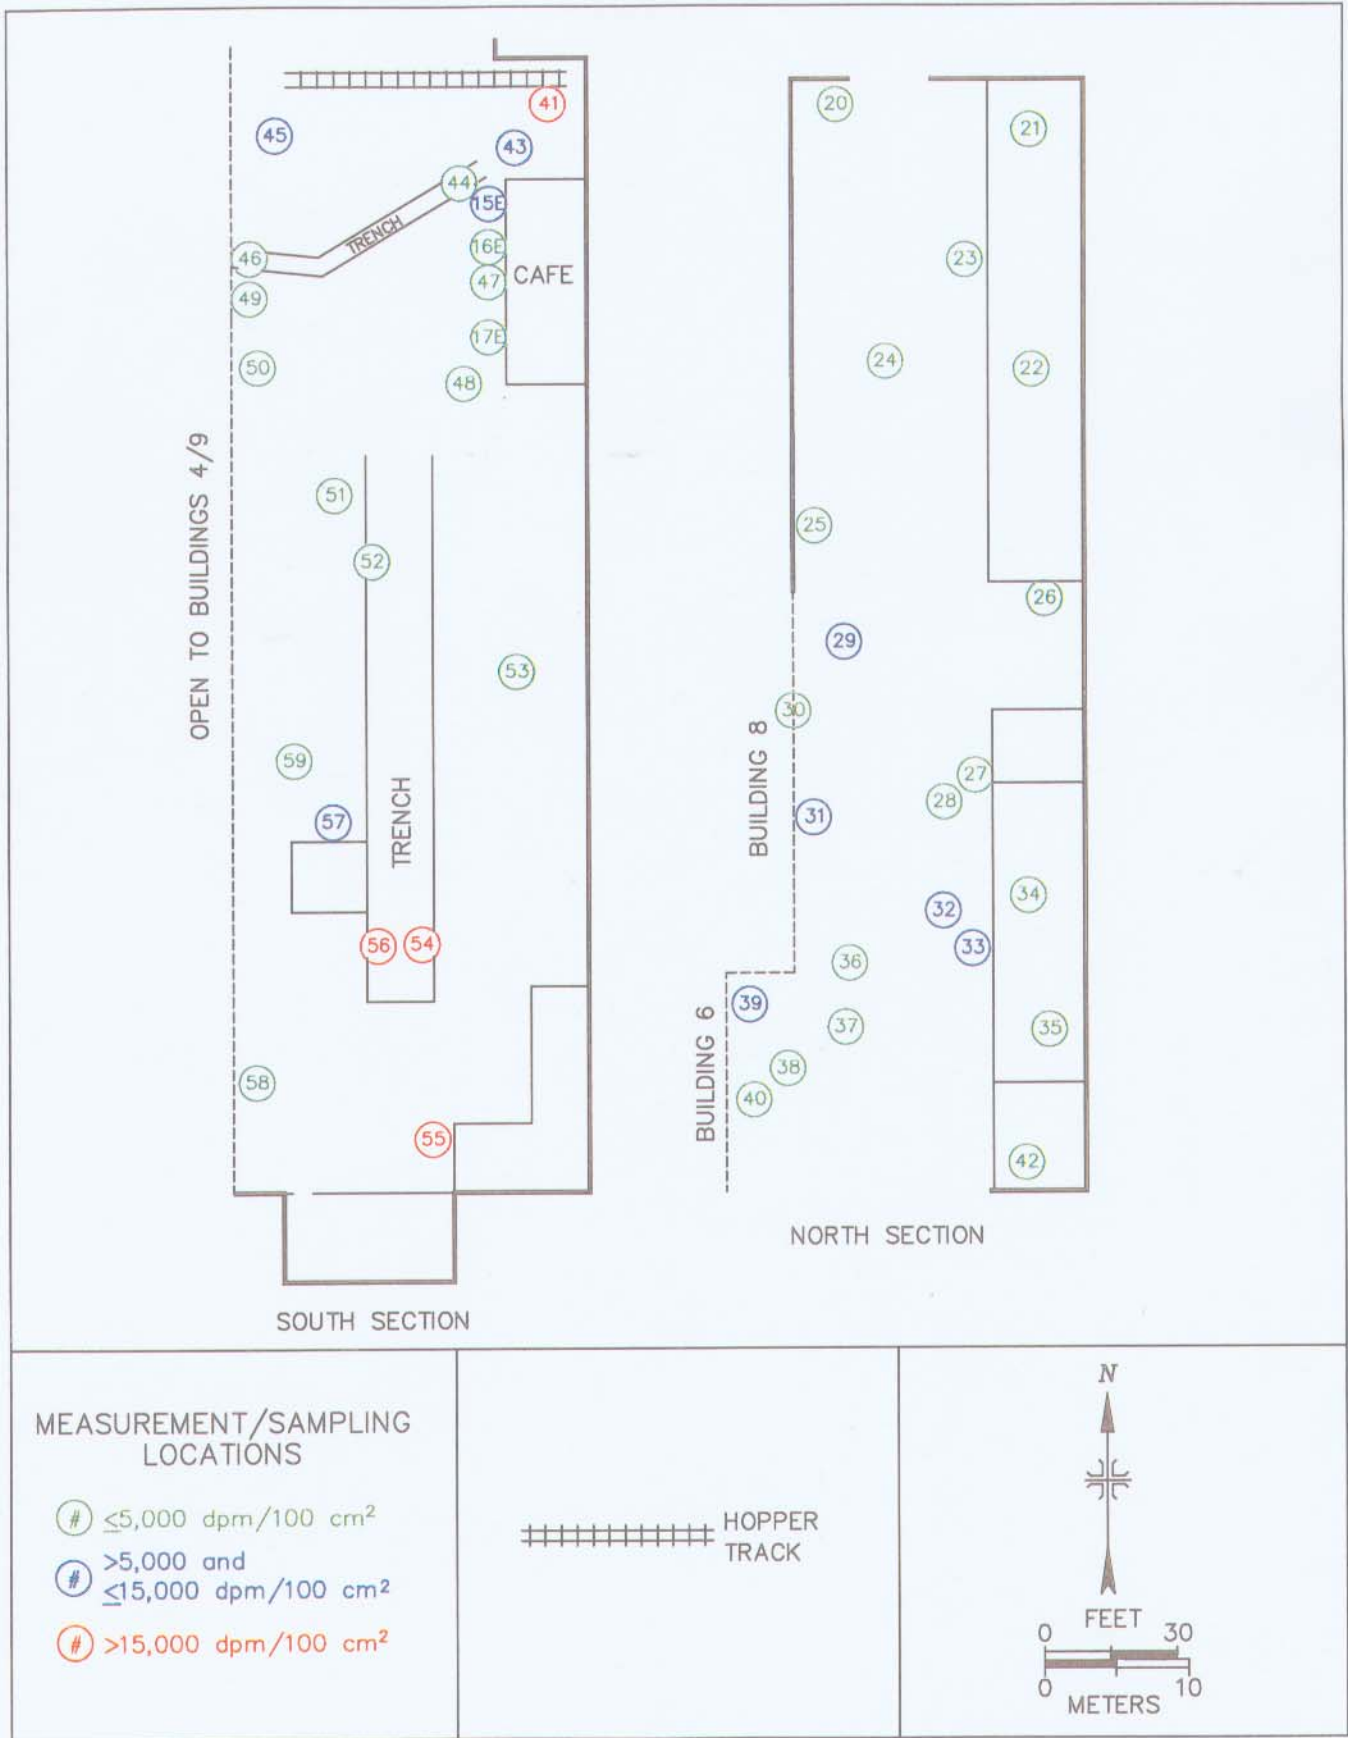 41
45
43
44
15E
TRENCH
16E
46
47
CAFE
49
17E
50
48
OPEN TO BUILDINGS 4/9
51
52
53
59
57
TRENCH
56
54
58
55
SOUTH SECTION
20
21
23
24
22
25
26
29
30
BUILDING 8
27
28
31
34
32
33
36
39
37
35
BUILDING 6
38
40
42
NORTH SECTION
MEASUREMENT/SAMPLING
LOCATIONS
# ≤5,000 dpm/100 cm²
# >5,000 and
≤15,000 dpm/100 cm²
# >15,000 dpm/100 cm²
HOPPER
TRACK
N
FEET
0 30
0 10
METERS